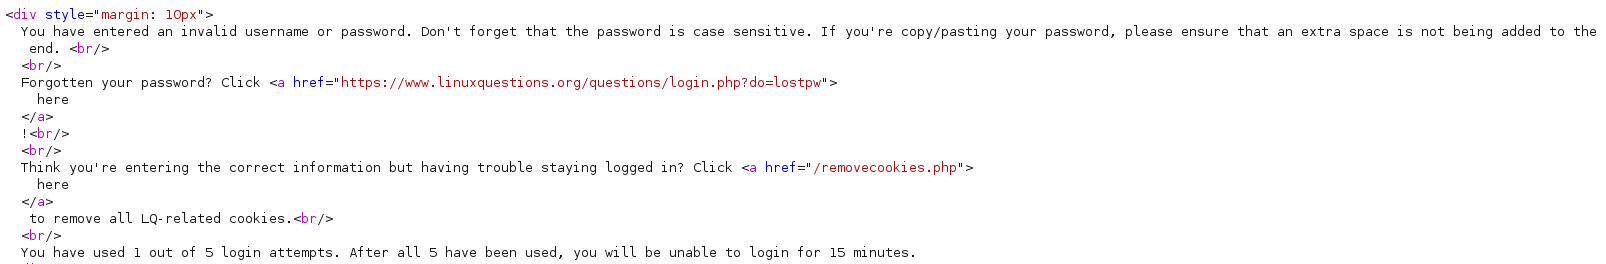 <div style="margin: 10px">
You have entered an invalid username or password. Don't forget that the password is case sensitive. If you're copy/pasting your password, please ensure that an extra space is not being added to the
end. <br/>
<br/>
Forgotten your password? Click <a href="https://www.linuxquestions.org/questions/login.php?do=lostpw">
here
</a>
!<br/>
<br/>
Think you're entering the correct information but having trouble staying logged in? Click <a href="/removecookies.php">
here
</a>
to remove all LQ-related cookies.<br/>
<br/>
You have used 1 out of 5 login attempts. After all 5 have been used, you will be unable to login for 15 minutes.